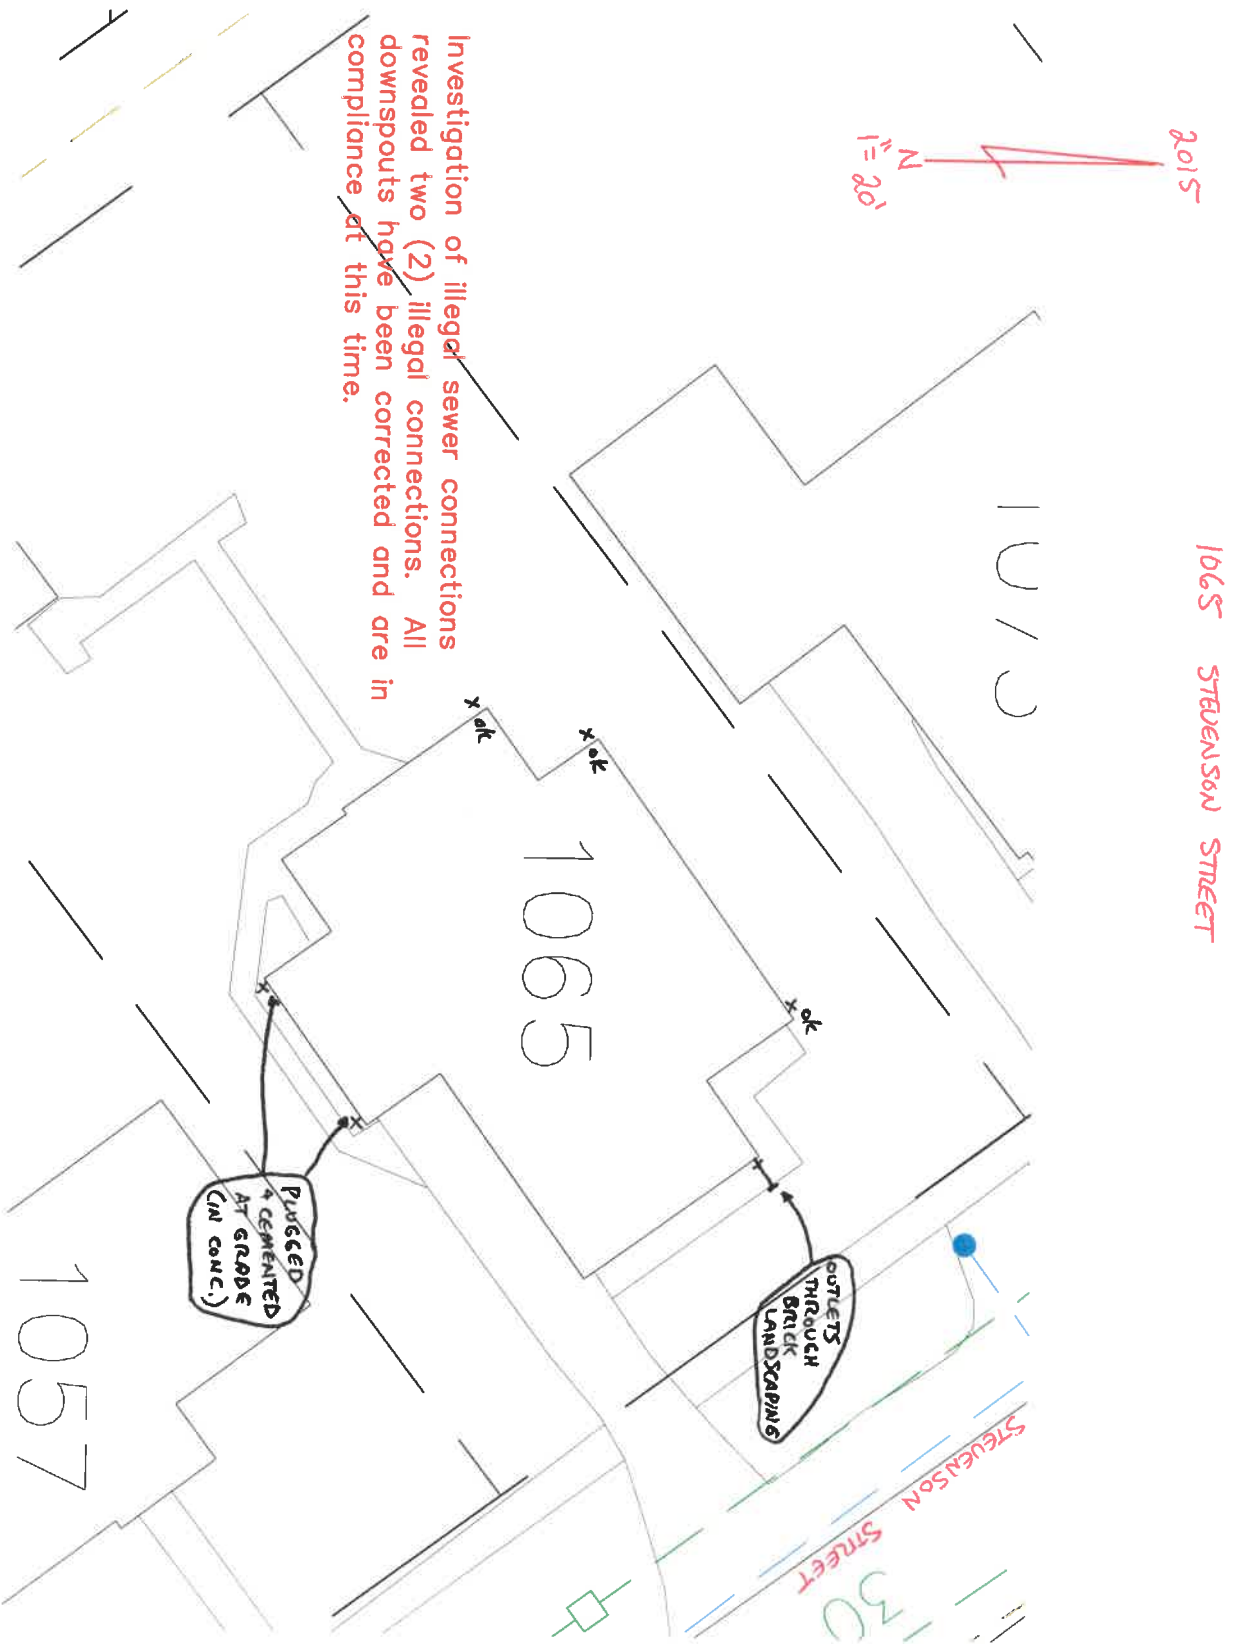 1065 STEVENSON STREET
2015
N
1"= 20'
Investigation of illegal sewer connections
revealed two (2) illegal connections. All
downspouts have been corrected and are in
compliance at this time.
x ok
x ok
1065
x ok
x
x
x
PLUGGED
& CEMENTED
AT GRADE
(IN CONC.)
OUTLETS
THROUGH
BRICK
LANDSCAPING
1057
STEVENSON STREET
30